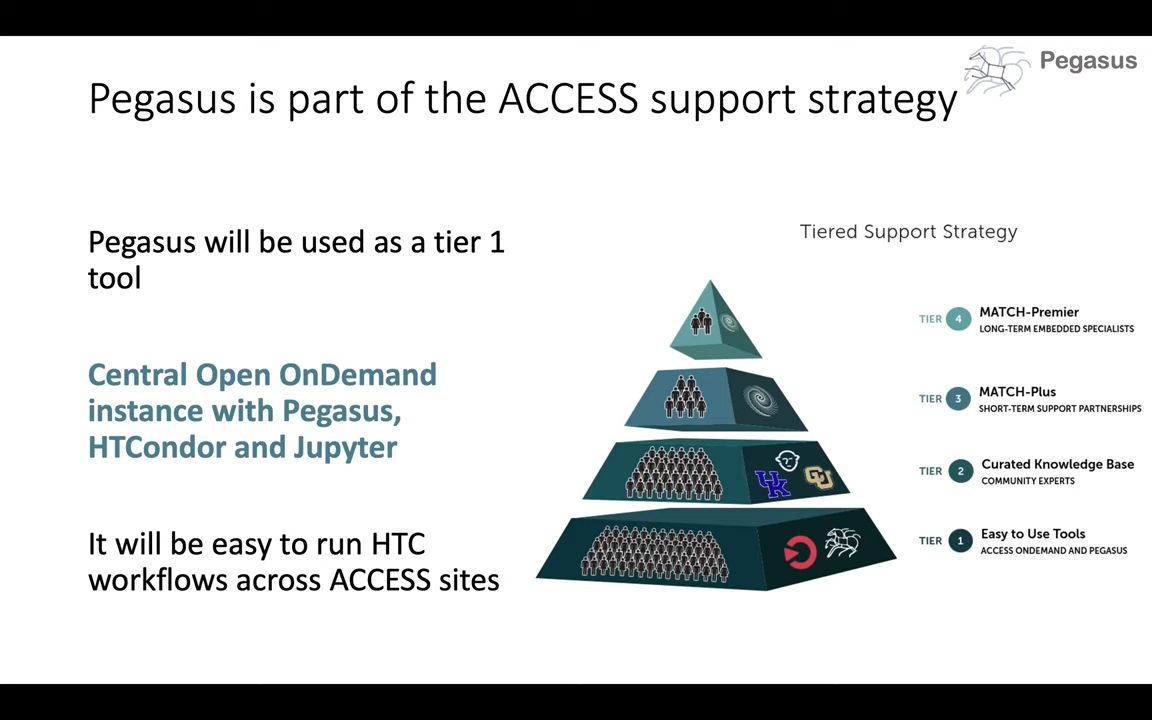 Pegasus
Pegasus is part of the ACCESS support strategy
Pegasus will be used as a tier 1
tool
Central Open OnDemand
instance with Pegasus,
HTCondor and Jupyter
It will be easy to run HTC
workflows across ACCESS sites
Tiered Support Strategy
TIER 4 MATCH-Premier
LONG-TERM EMBEDDED SPECIALISTS
TIER 3 MATCH-Plus
SHORT-TERM SUPPORT PARTNERSHIPS
TIER 2 Curated Knowledge Base
COMMUNITY EXPERTS
TIER 1 Easy to Use Tools
ACCESS ONDEMAND AND PEGASUS
UK
CU